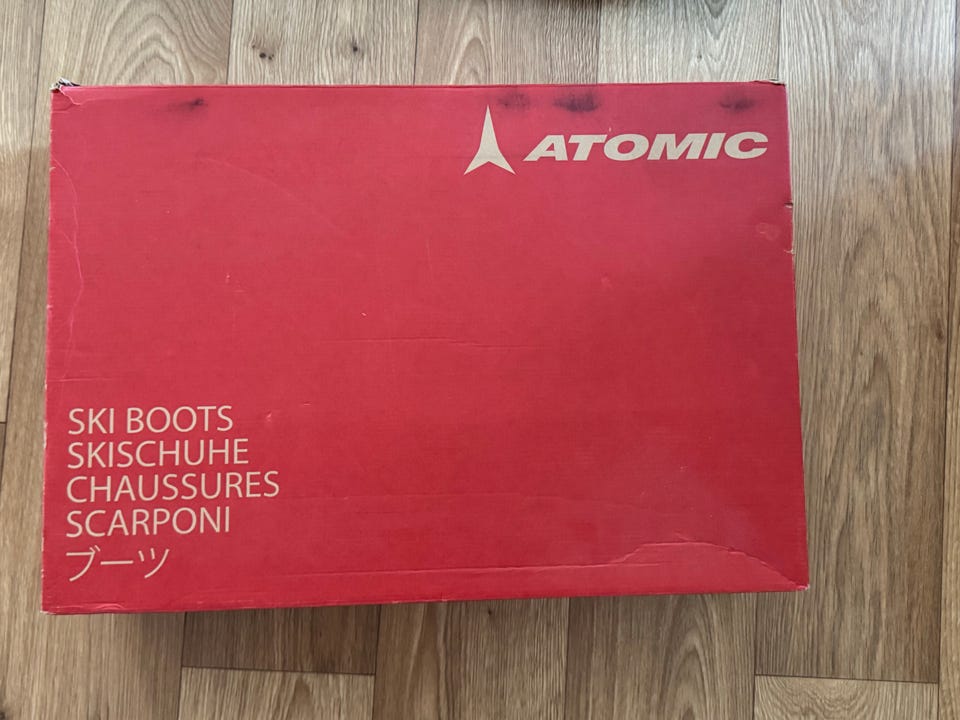 ATOMIC
SKI BOOTS
SKISCHUHE
CHAUSSURES
SCARPONI
ブーツ